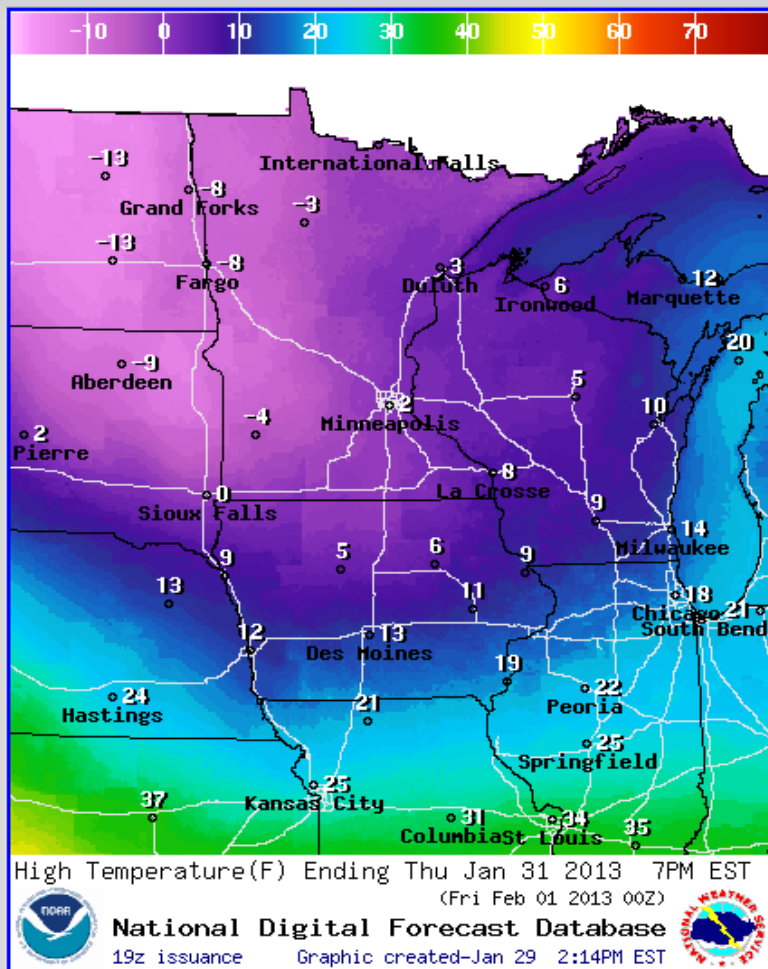 -10 0 10 20 30 40 50 60 70
-1
International Falls
-13
-8
Grand Forks
-3
-13
-8
Fargo
3
Duluth
6
Ironwood
12
Marquette
20
-9
Aberdeen
5
2
Minneapolis
10
-4
2
Pierre
8
La Crosse
0
Sioux Falls
9
14
Milwaukee
9
5
6
9
13
11
18
Chicago
21
South Bend
12
13
Des Moines
19
24
Hastings
21
22
Peoria
25
Springfield
25
Kansas City
37
31
Columbia
34
St Louis
35
High Temperature(F) Ending Thu Jan 31 2013 7PM EST
(Fri Feb 01 2013 00Z)
NOAA
National Digital Forecast Database
19z issuance Graphic created-Jan 29 2:14PM EST
NATIONAL WEATHER SERVICE